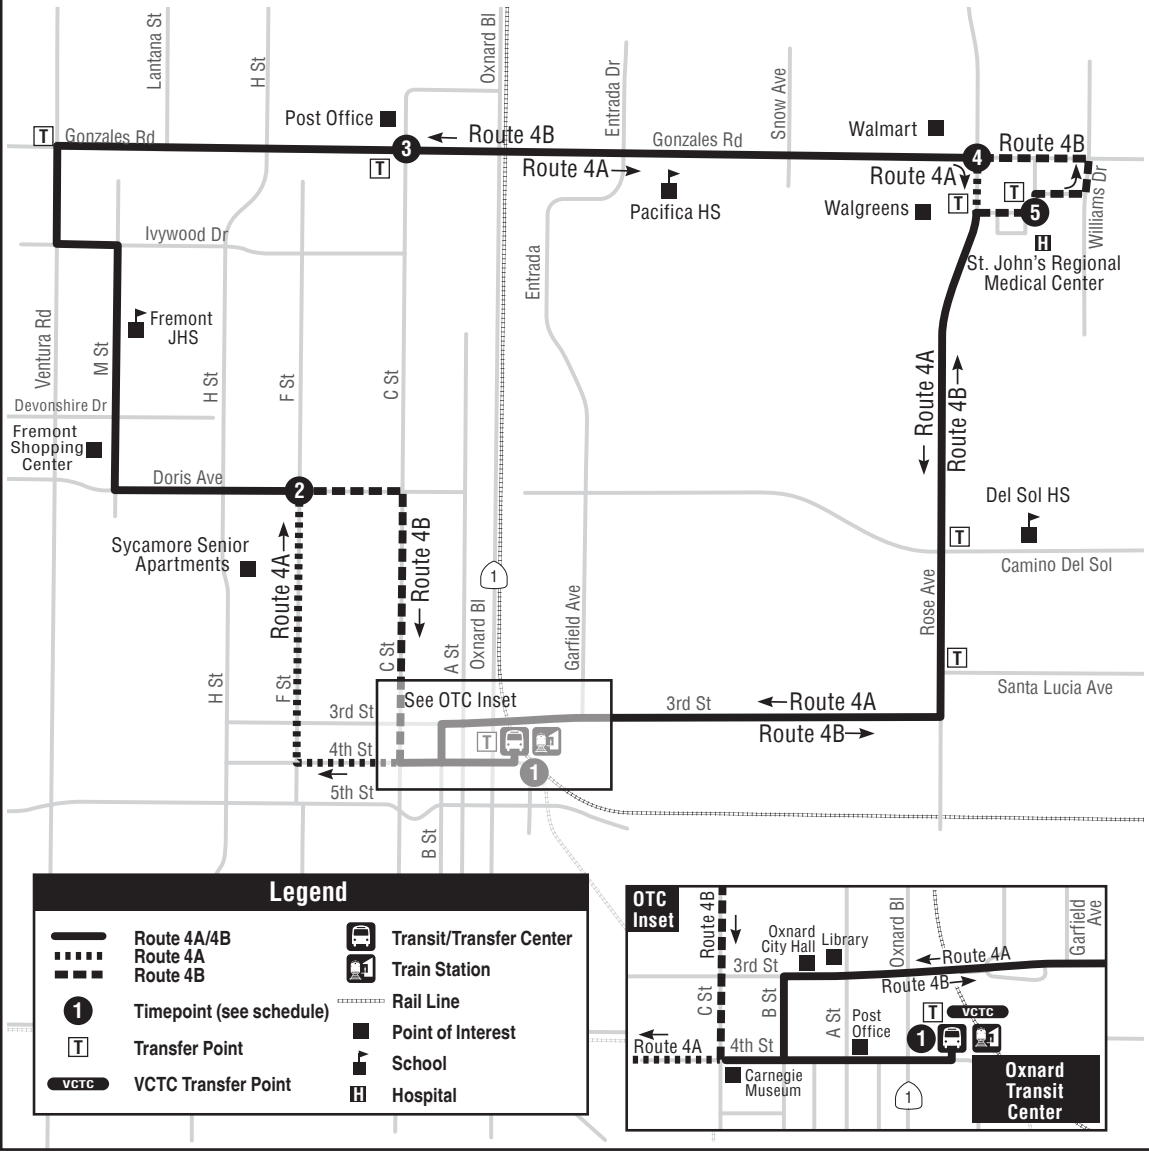 Lantana St
H St
Oxnard Bl
Entrada Dr
Snow Ave
Post Office
Walmart
T
Gonzales Rd
3
Route 4B
Gonzales Rd
4
Route 4B
T
Route 4A
Route 4A
Pacifica HS
Walgreens
T
T
5
Williams Dr
H
St. John's Regional
Medical Center
Ivywood Dr
Entrada
Fremont
JHS
Ventura Rd
M St
H St
F St
C St
Route 4A
Route 4B
Devonshire Dr
Fremont
Shopping
Center
Doris Ave
2
Del Sol HS
T
Camino Del Sol
Sycamore Senior
Apartments
Route 4A
Route 4B
1
Rose Ave
H St
F St
C St
A St
Oxnard Bl
Garfield Ave
T
Santa Lucia Ave
See OTC Inset
3rd St
3rd St
Route 4A
Route 4B
T
4th St
1
5th St
B St
Legend
Route 4A/4B
Route 4A
Route 4B
1
Timepoint (see schedule)
T
Transfer Point
VCTC
VCTC Transfer Point
Transit/Transfer Center
Train Station
Rail Line
Point of Interest
School
H
Hospital
OTC
Inset
Route 4B
Oxnard
City Hall
Library
Oxnard Bl
Garfield
Ave
Route 4A
3rd St
Route 4B
C St
B St
A St
Post
Office
T
VCTC
1
Route 4A
4th St
Carnegie
Museum
1
Oxnard
Transit
Center